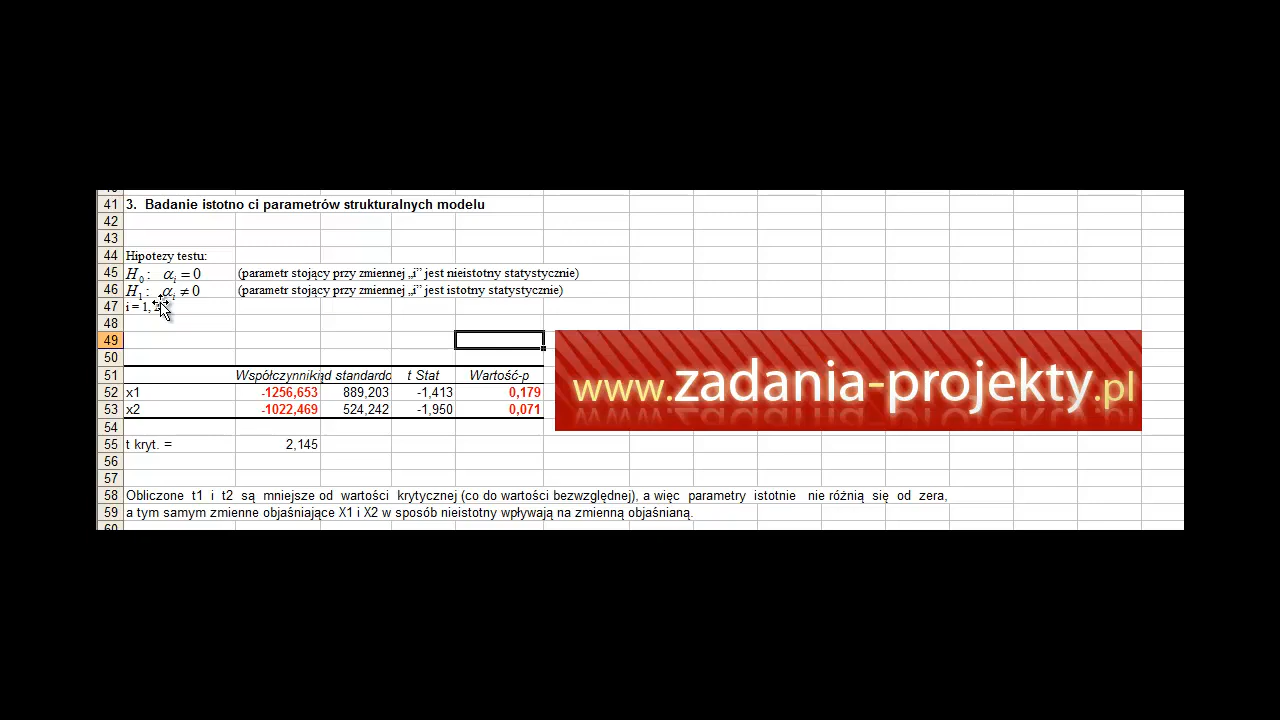 41 3. Badanie istotno ci parametrów strukturalnych modelu
42
43
44 Hipotezy testu:
45 H0: αi = 0 (parametr stojący przy zmiennej „i” jest nieistotny statystycznie)
46 H1: αi ≠ 0 (parametr stojący przy zmiennej „i” jest istotny statystycznie)
47 i = 1,
48
49
50
51 Współczynniki d standardo t Stat Wartość-p
52 x1 -1256,653 889,203 -1,413 0,179
53 x2 -1022,469 524,242 -1,950 0,071
www.zadania-projekty.pl
54
55 t kryt. = 2,145
56
57
58 Obliczone t1 i t2 są mniejsze od wartości krytycznej (co do wartości bezwzględnej), a więc parametry istotnie nie różnią się od zera,
59 a tym samym zmienne objaśniające X1 i X2 w sposób nieistotny wpływają na zmienną objaśnianą.